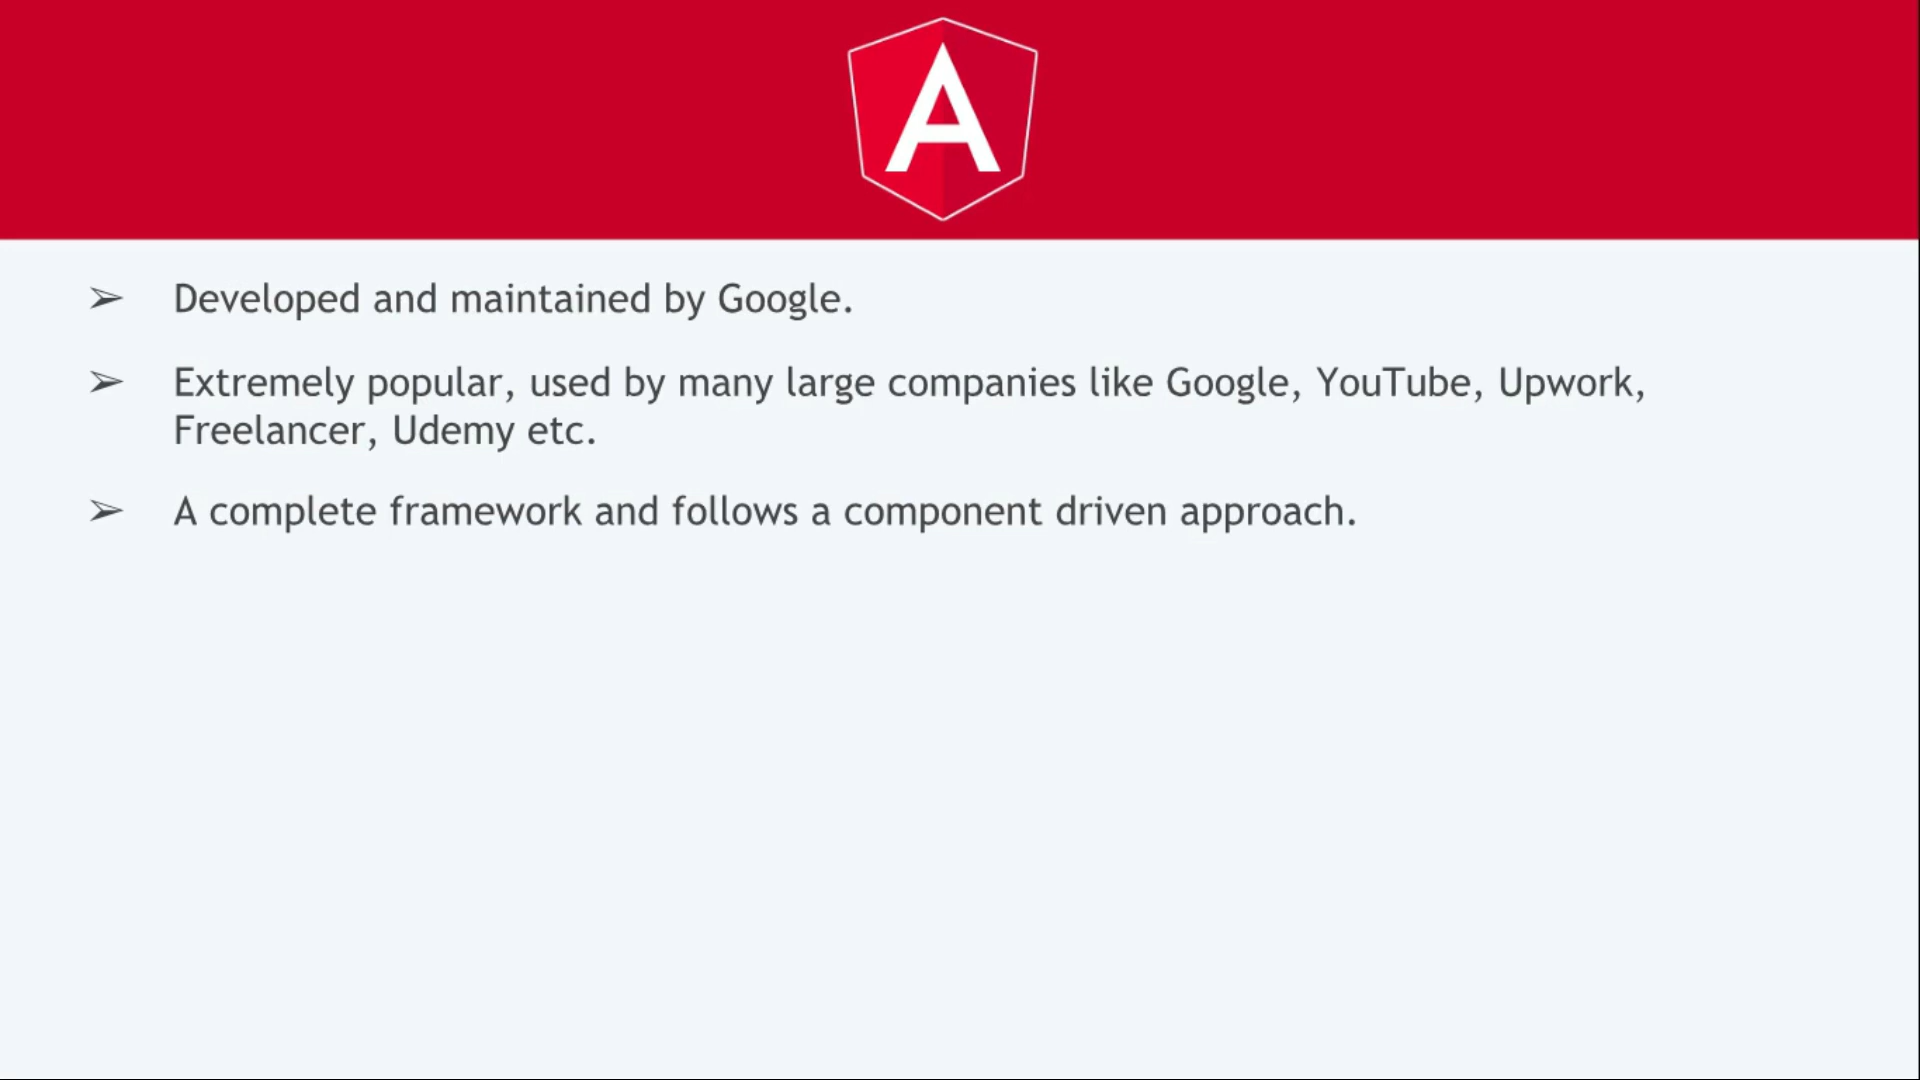 A
➢ Developed and maintained by Google.
➢ Extremely popular, used by many large companies like Google, YouTube, Upwork,
Freelancer, Udemy etc.
➢ A complete framework and follows a component driven approach.